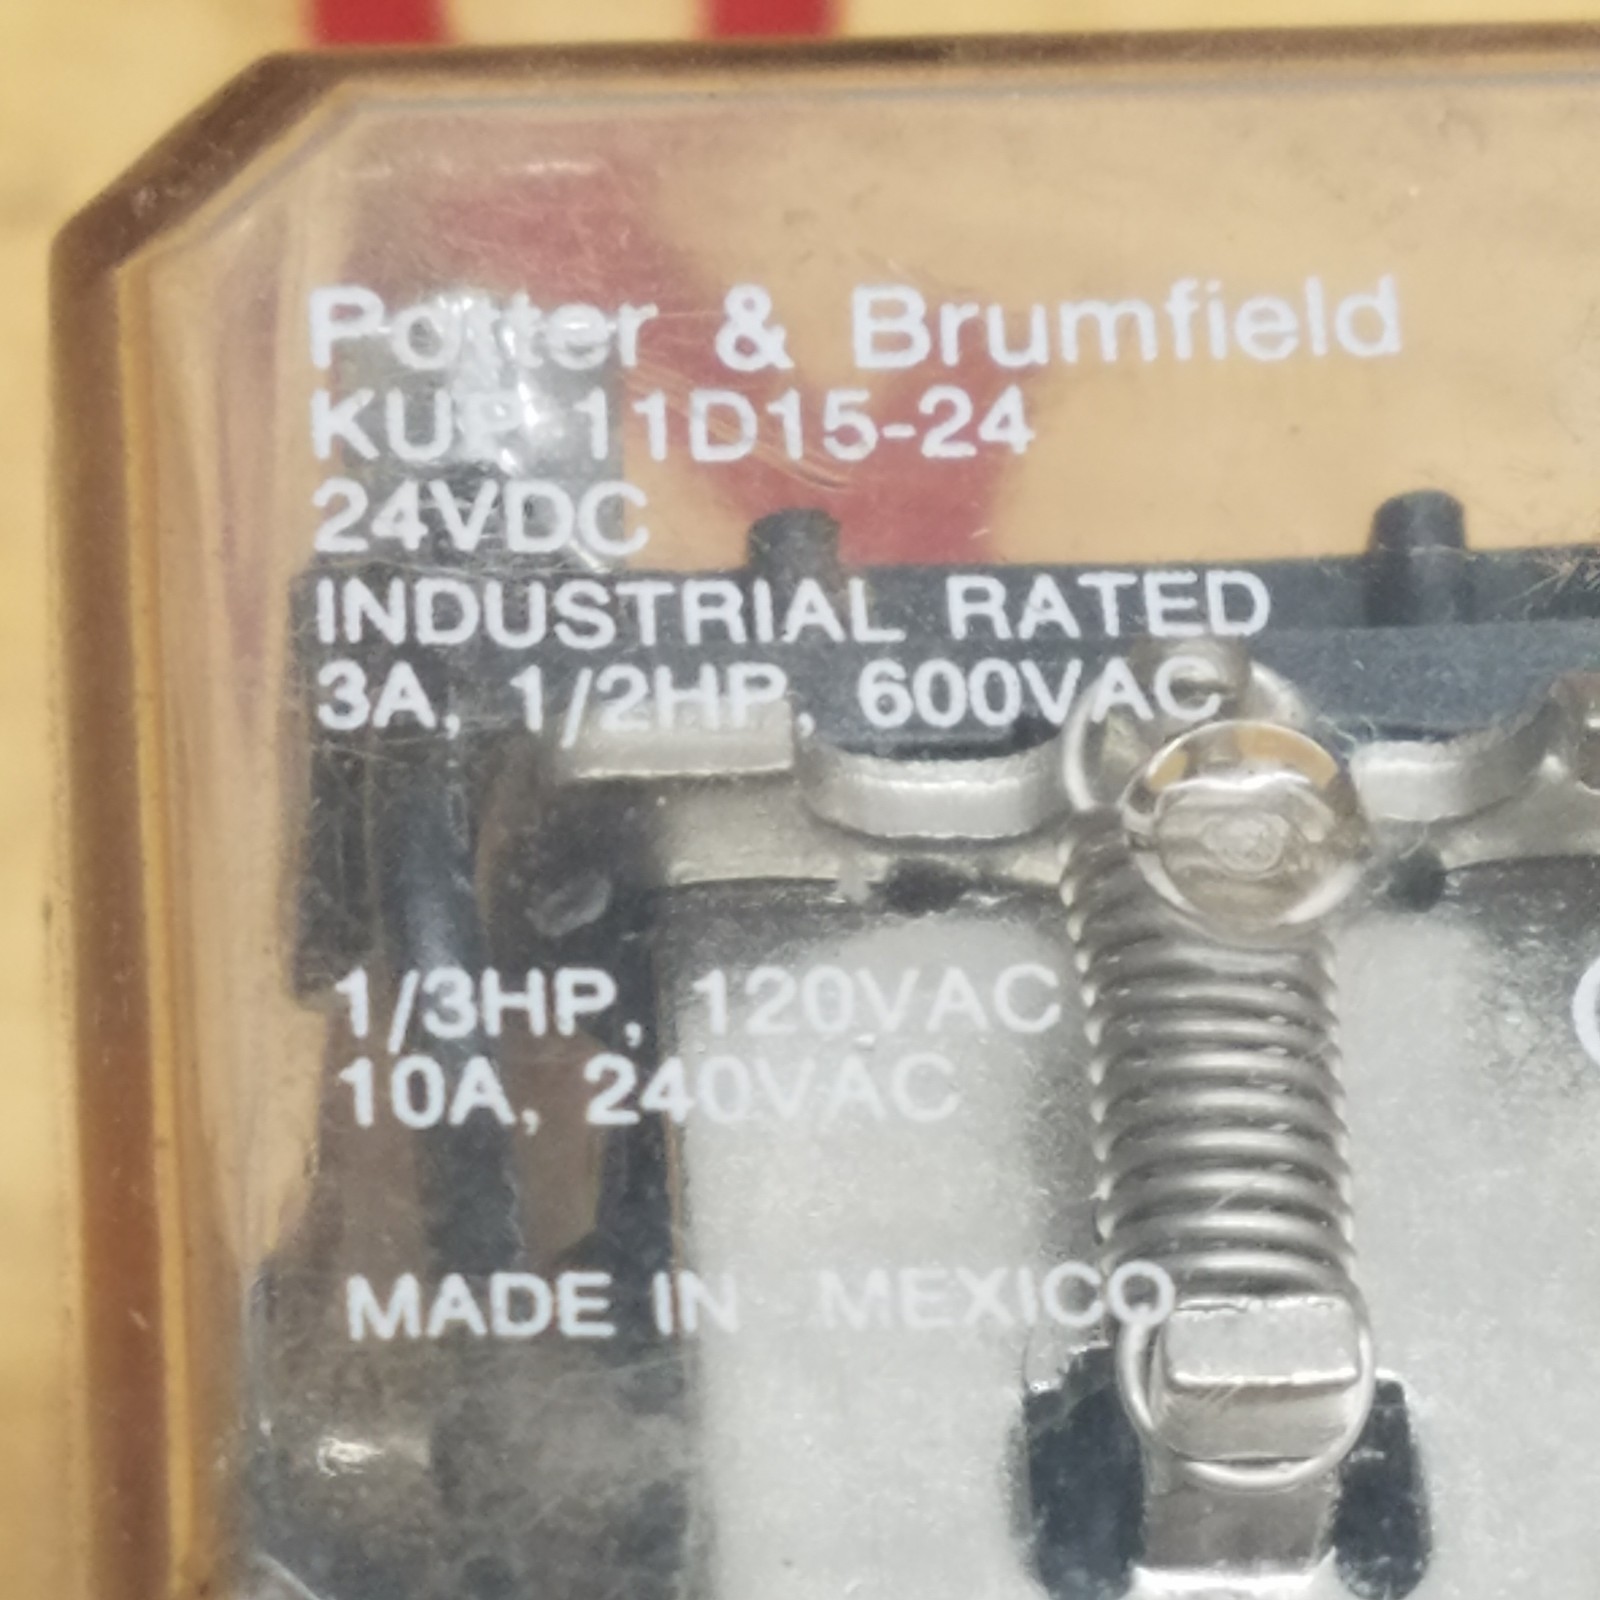 Potter & Brumfield
KUP 11D15-24
24VDC
INDUSTRIAL RATED
3A, 1/2HP, 600VAC
1/3HP, 120VAC
10A, 240VAC
MADE IN MEXICO